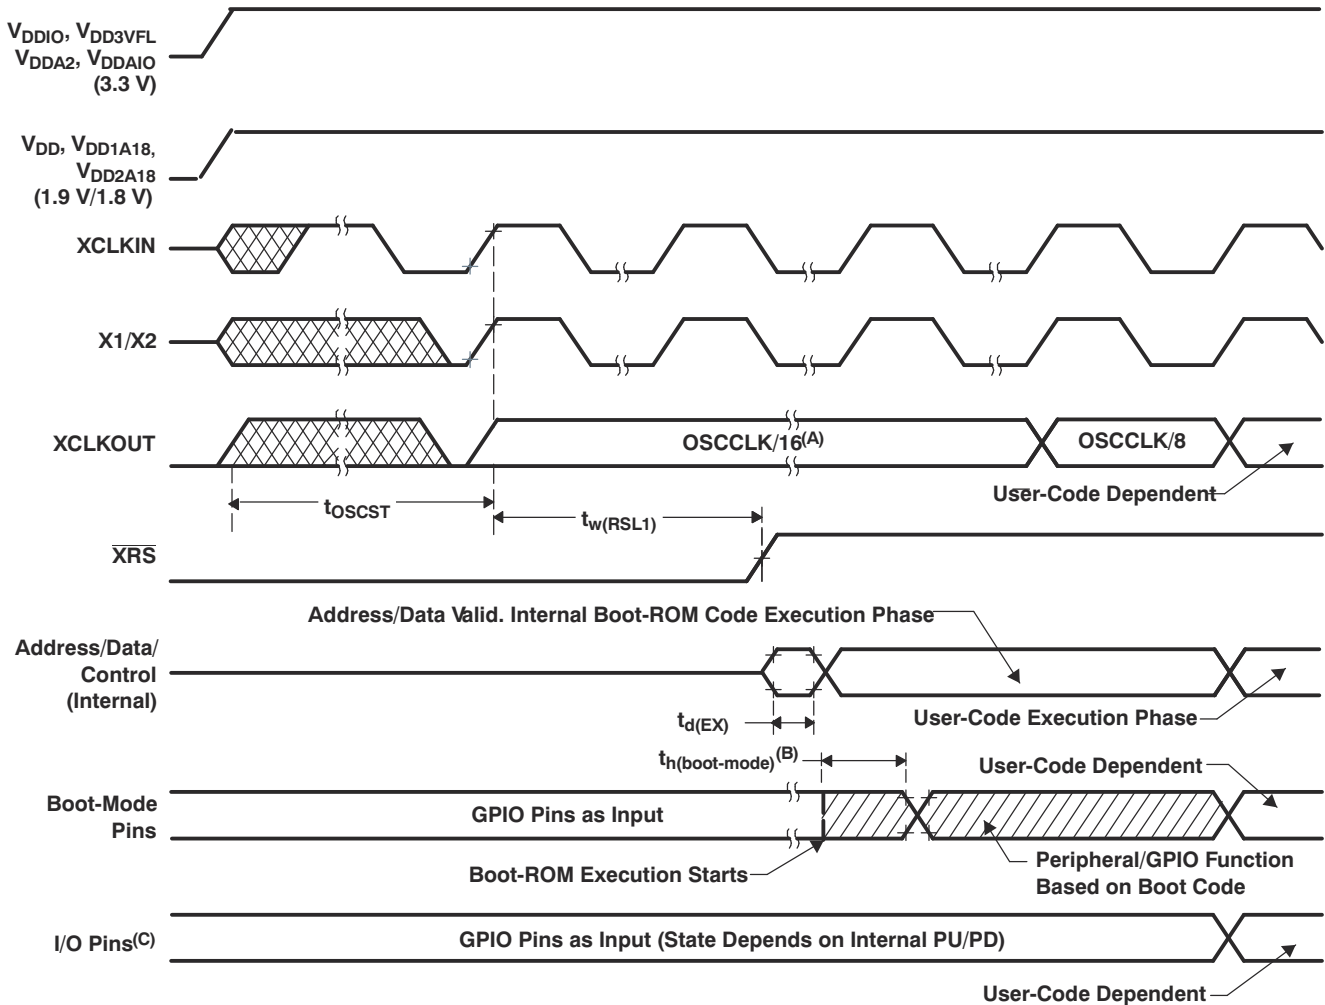 VDDIO, VDD3VFL
VDDA2, VDDAIO
(3.3 V)
VDD, VDD1A18,
VDD2A18
(1.9 V/1.8 V)
XCLKIN
X1/X2
XCLKOUT
OSCCLK/16(A)
OSCCLK/8
User-Code Dependent
tOSCST
tw(RSL1)
XRS
Address/Data Valid. Internal Boot-ROM Code Execution Phase
Address/Data/
Control
(Internal)
td(EX)
User-Code Execution Phase
th(boot-mode)(B)
User-Code Dependent
Boot-Mode
Pins
GPIO Pins as Input
Boot-ROM Execution Starts
Peripheral/GPIO Function
Based on Boot Code
I/O Pins(C)
GPIO Pins as Input (State Depends on Internal PU/PD)
User-Code Dependent